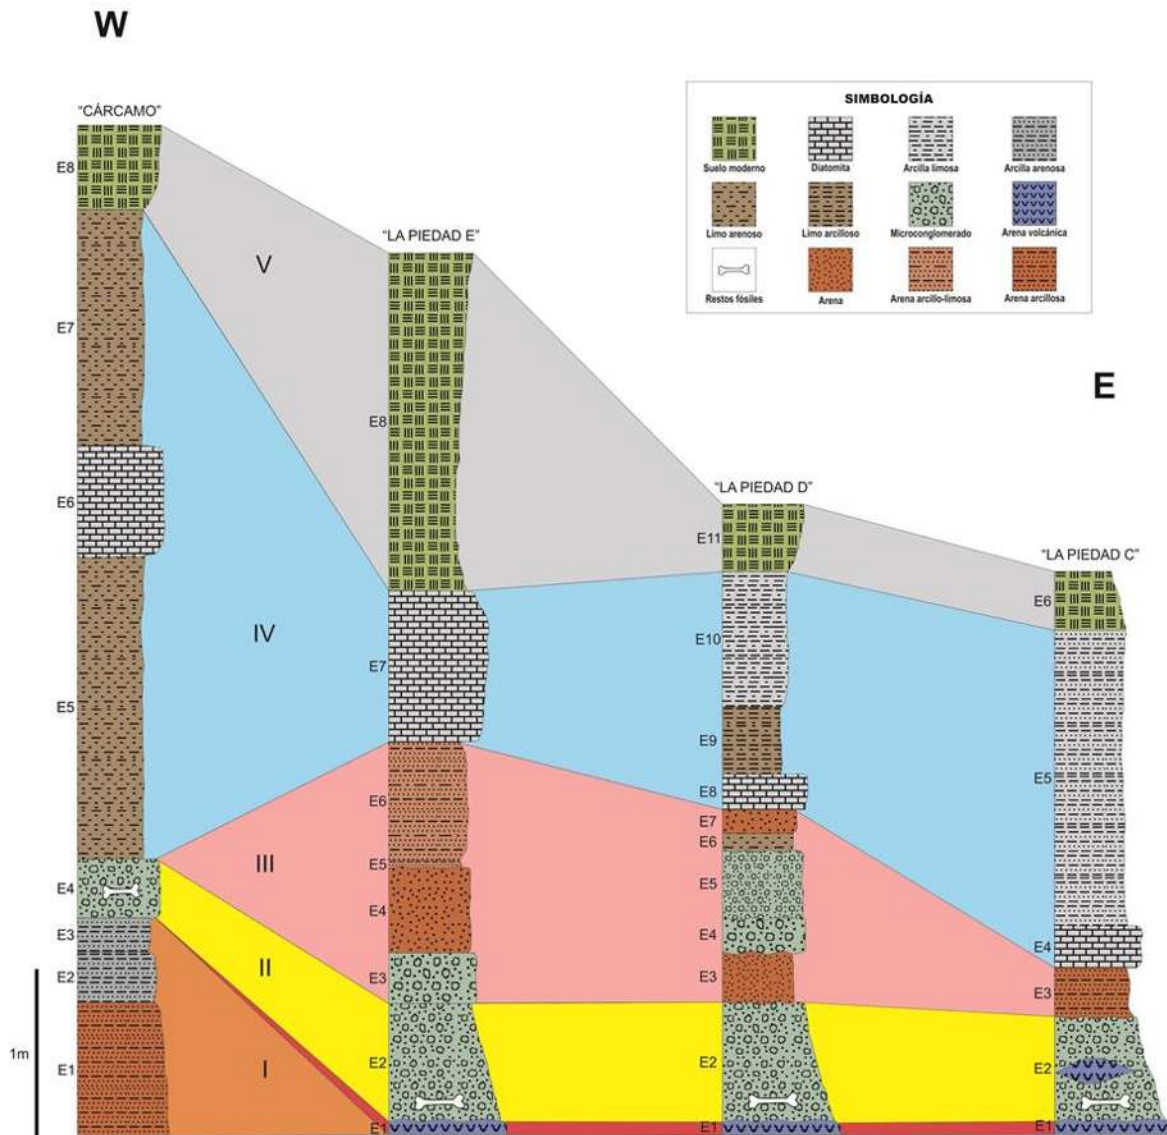 W
"CÁRCAMO"
SIMBOLOGÍA
Suelo moderno
Diatomita
Arcilla limosa
Arcilla arenosa
Limo arenoso
Limo arcilloso
Microconglomerado
Arena volcánica
Restos fósiles
Arena
Arena arcillo-limosa
Arena arcillosa
E8
E7
E6
E5
E4
E3
E2
E1
1m
V
IV
III
II
I
"LA PIEDAD E"
E8
E7
E6
E5
E4
E3
E2
E1
"LA PIEDAD D"
E11
E10
E9
E8
E7
E6
E5
E4
E3
E2
E1
E
"LA PIEDAD C"
E6
E5
E4
E3
E2
E1